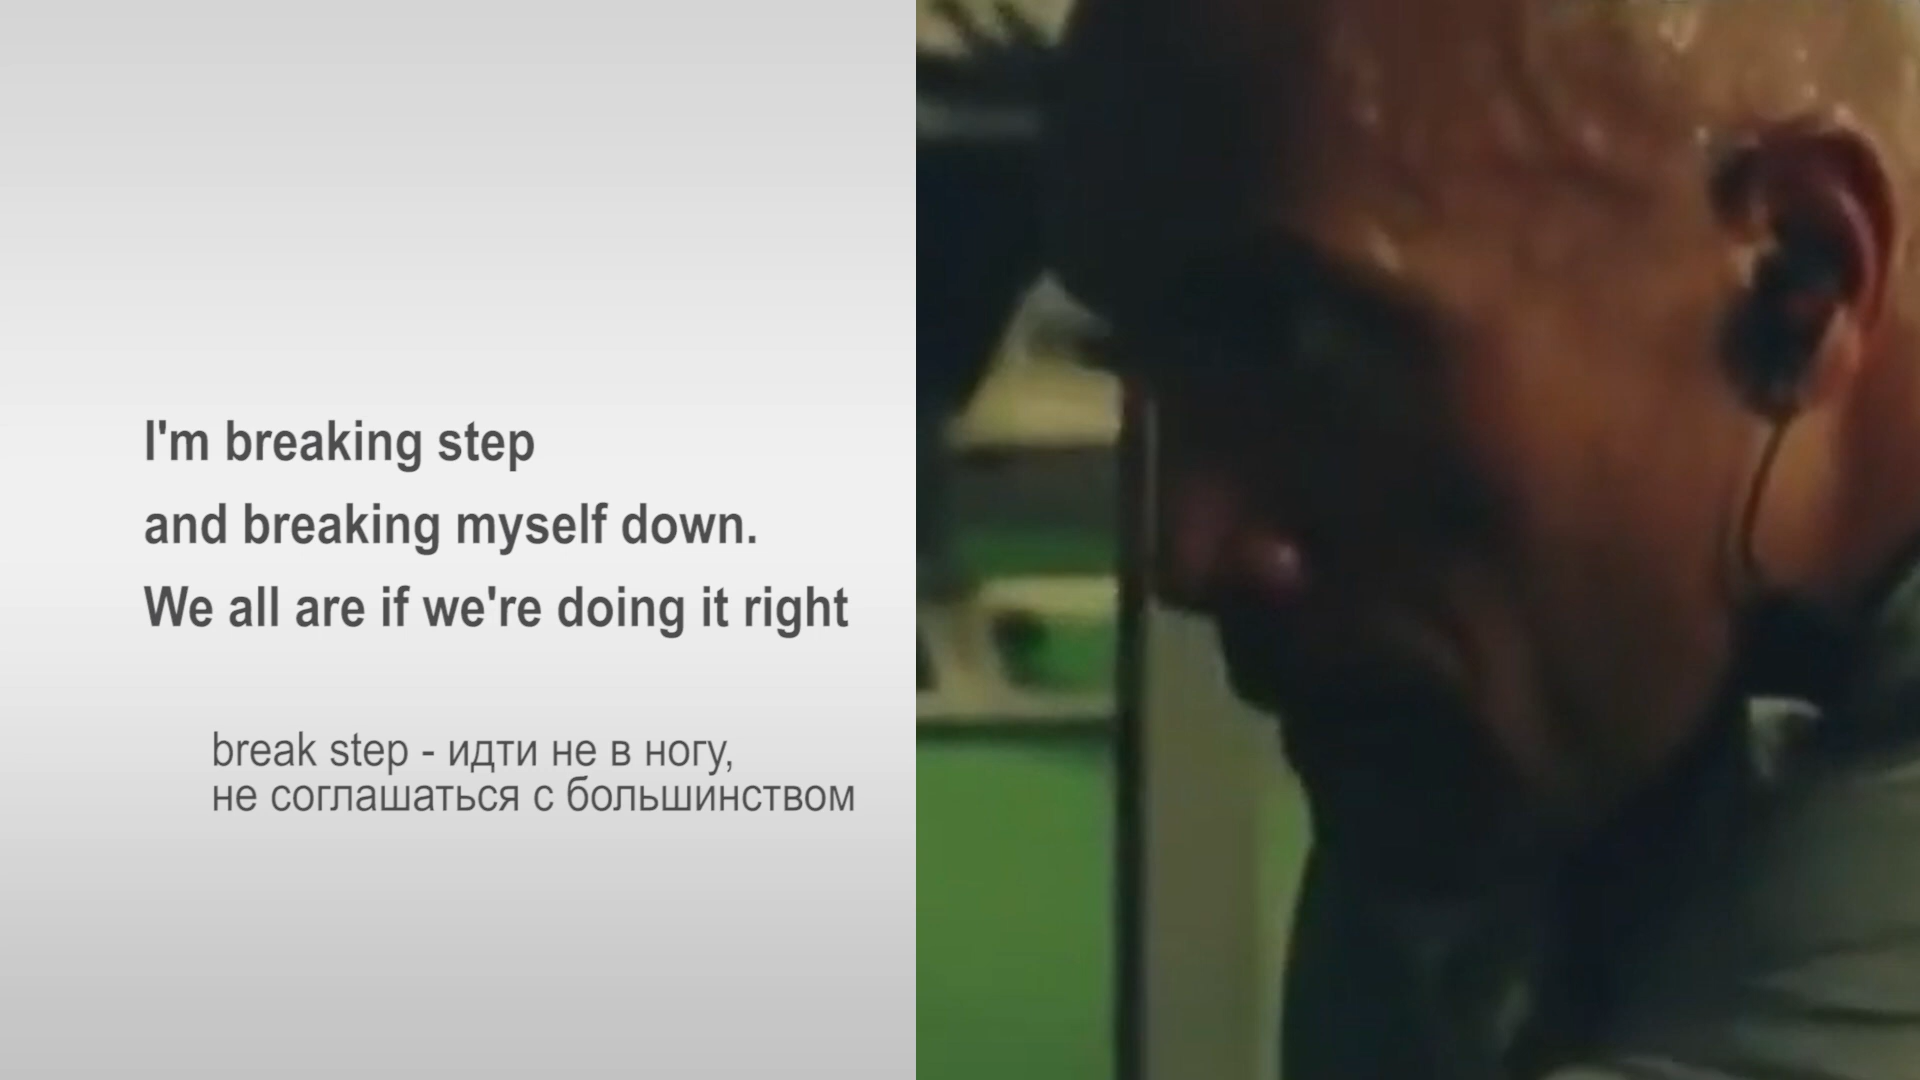 I'm breaking step
and breaking myself down.
We all are if we're doing it right
break step - идти не в ногу,
не соглашаться с большинством